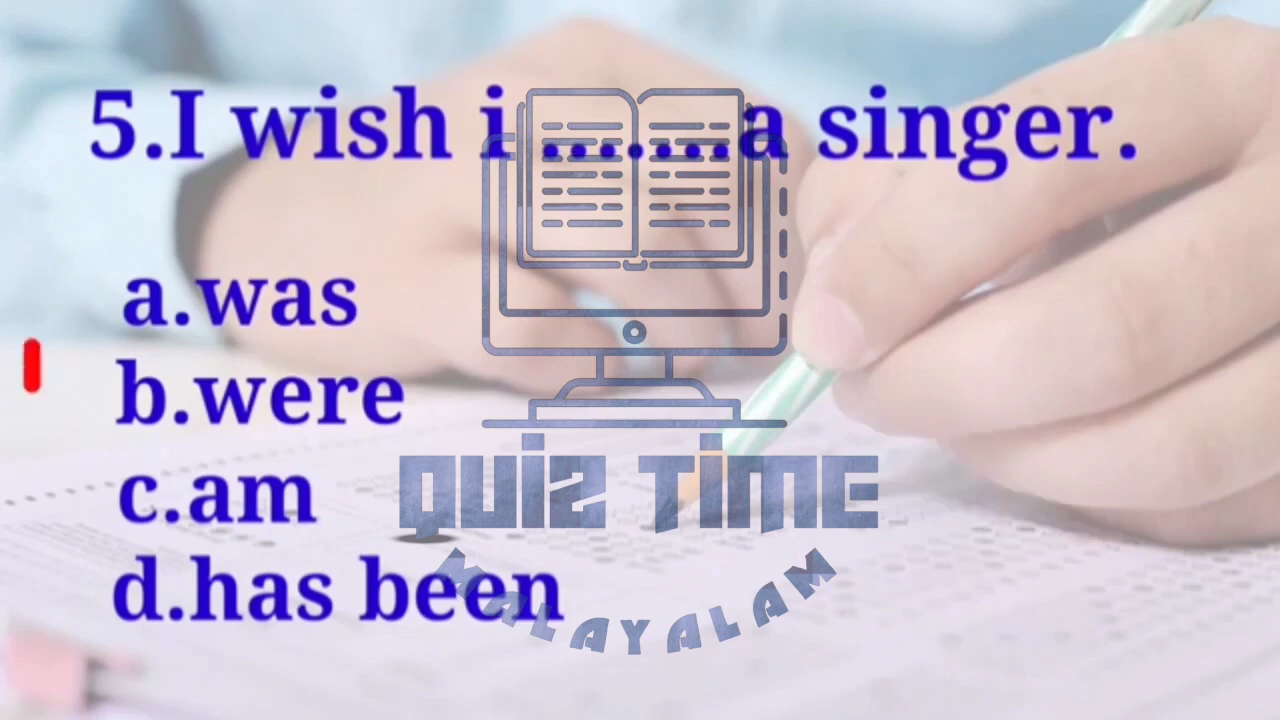 5.I wish i .......a singer.
a.was
b.were
c.am
d.has been
QUIZ TIME
MALAYALAM